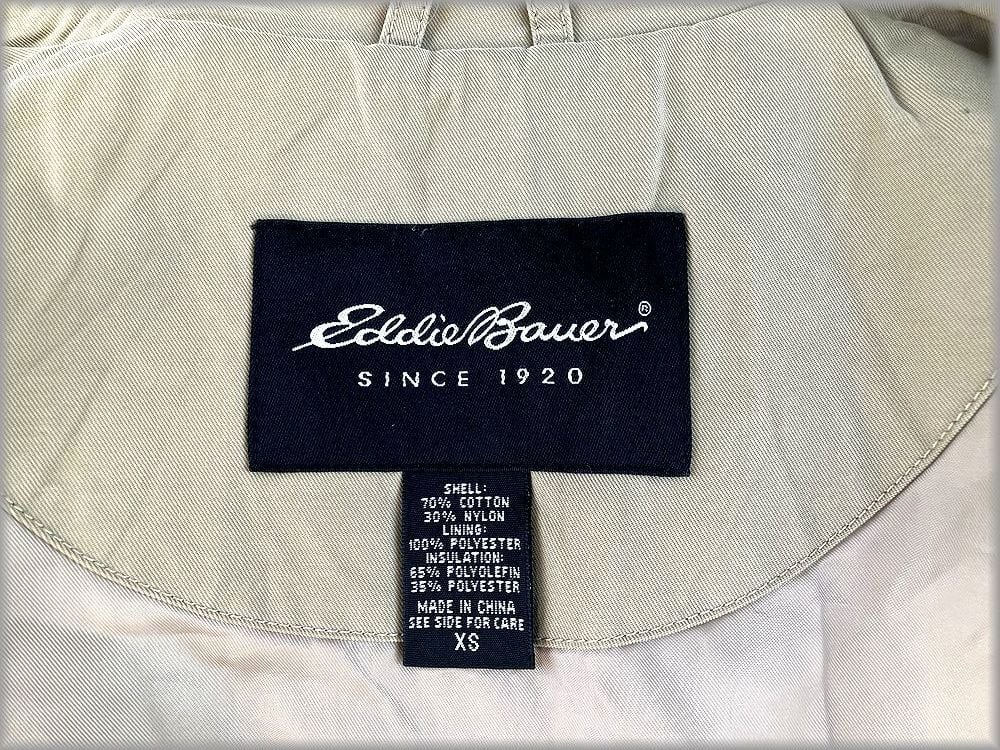 Eddie Bauer®
SINCE 1920
SHELL:
70% COTTON
30% NYLON
LINING:
100% POLYESTER
INSULATION:
65% POLYOLEFIN
35% POLYESTER
MADE IN CHINA
SEE SIDE FOR CARE
XS